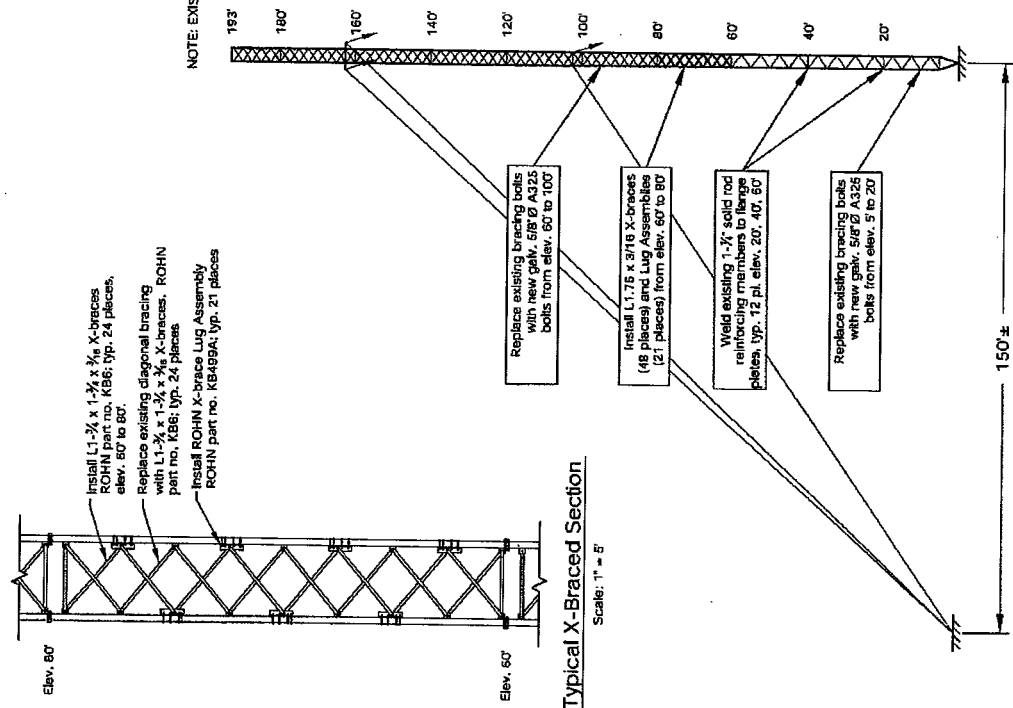 NOTE: EXIS
193'
180'
160'
140'
120'
100'
80'
60'
40'
20'
Install L1-¾ x 1-¾ x 3/16 X-braces
ROHN part no. KB6; typ. 24 places,
elev. 60' to 80'.
Replace existing diagonal bracing
with L1-¾ x 1-¾ x 3/16 X-braces. ROHN
part no. KB6; typ. 24 places
Install ROHN X-brace Lug Assembly
ROHN part no. KB499A; typ. 21 places
Elev. 80'
Elev. 60'
Typical X-Braced Section
Scale: 1" = 5'
Replace existing bracing bolts
with new galv. 5/8"Ø A325
bolts from elev. 60' to 100'
Install L1.75 x 3/16 X-braces
(48 places) and Lug Assemblies
(21 places) from elev. 60' to 80'
Weld existing 1-¼" solid rod
reinforcing members to flange
plates, typ. 12 pl. elev. 20', 40', 60'
Replace existing bracing bolts
with new galv. 5/8"Ø A325
bolts from elev. 5' to 20'
150'±